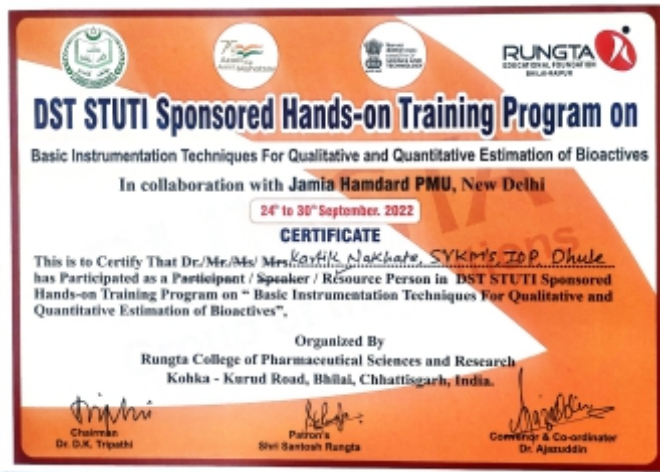 RUNGTA
EDUCATIONAL FOUNDATION
BHILAI-RAIPUR
DST STUTI Sponsored Hands-on Training Program on
Basic Instrumentation Techniques For Qualitative and Quantitative Estimation of Bioactives
In collaboration with Jamia Hamdard PMU, New Delhi
24th to 30th September. 2022
CERTIFICATE
This is to Certify That Dr./Mr./Ms/ Mrs. Kartik Nakhate, SVKM's IOP, Dhule
has Participated as a Participant / Speaker / Resource Person in DST STUTI Sponsored
Hands-on Training Program on “ Basic Instrumentation Techniques For Qualitative and
Quantitative Estimation of Bioactives”.
Organized By
Rungta College of Pharmaceutical Sciences and Research
Kohka - Kurud Road, Bhilai, Chhattisgarh, India.
Chairman
Dr. D.K. Tripathi
Patron's
Shri Santosh Rungta
Convenor & Co-ordinater
Dr. Ajazuddin